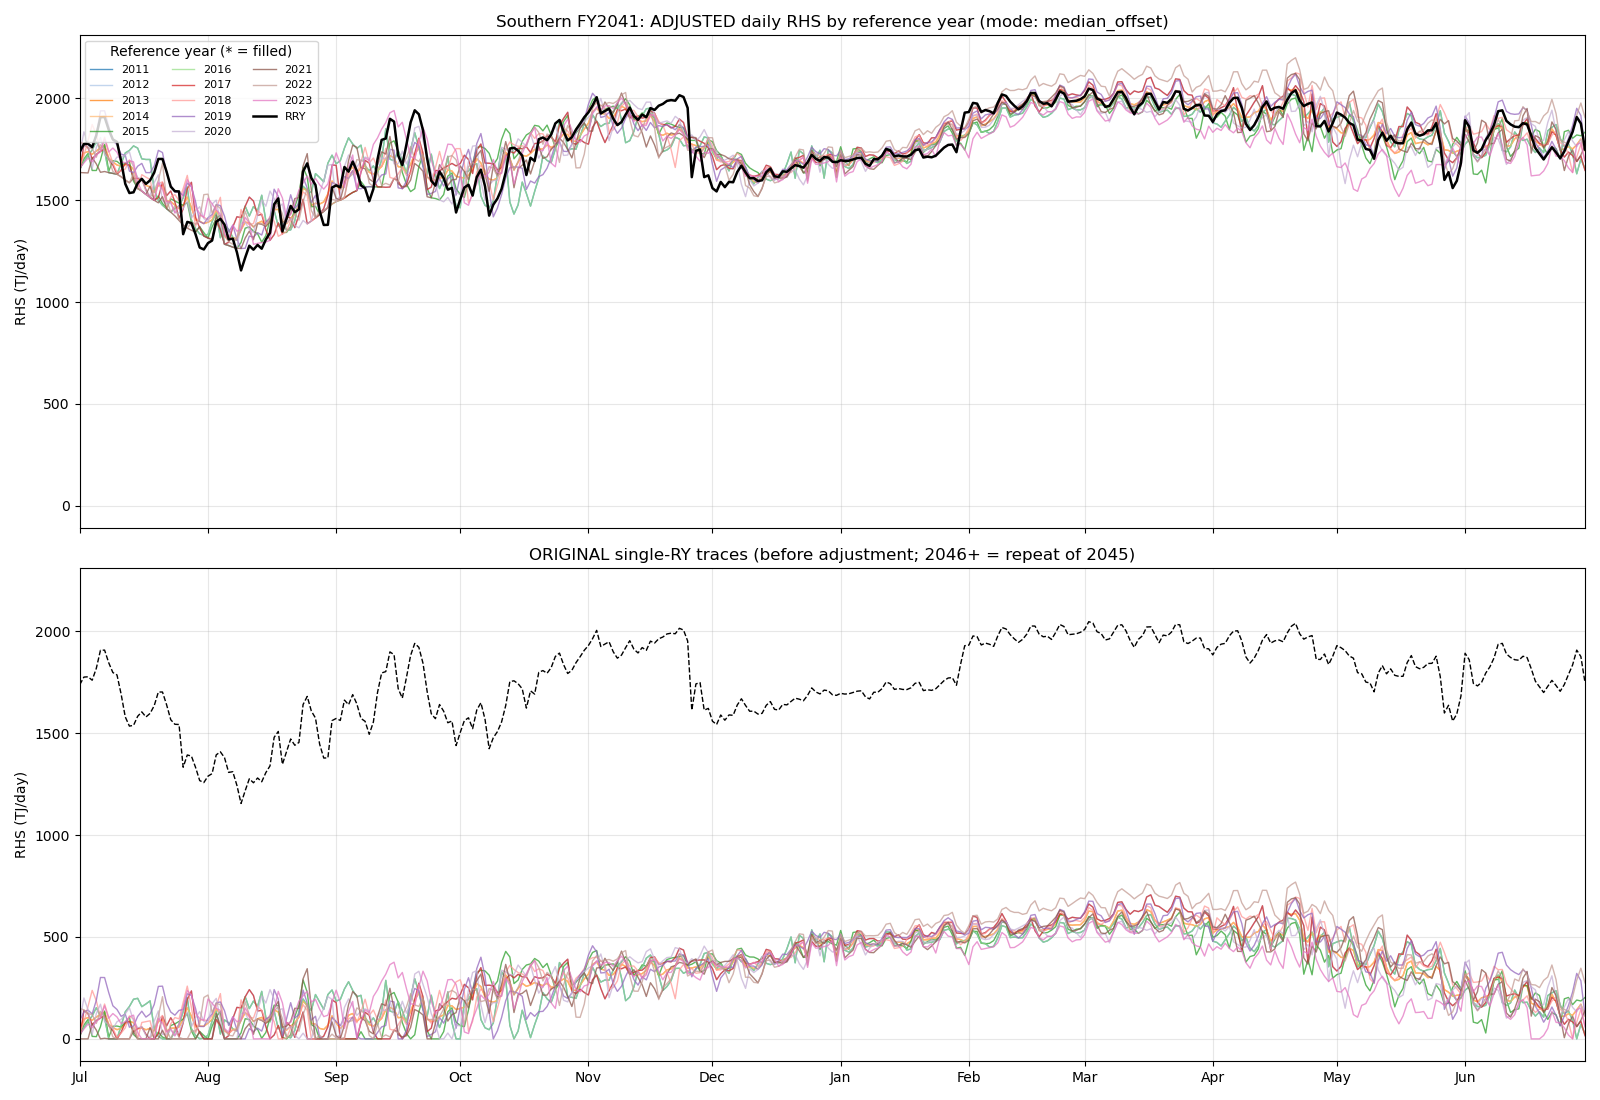 Southern FY2041: ADJUSTED daily RHS by reference year (mode: median_offset)
Reference year (* = filled)
2011 2016 2021
2012 2017 2022
2013 2018 2023
2014 2019 RRY
2015 2020
2000
1500
1000
500
0
RHS (TJ/day)
ORIGINAL single-RY traces (before adjustment; 2046+ = repeat of 2045)
2000
1500
1000
500
0
RHS (TJ/day)
Jul Aug Sep Oct Nov Dec Jan Feb Mar Apr May Jun